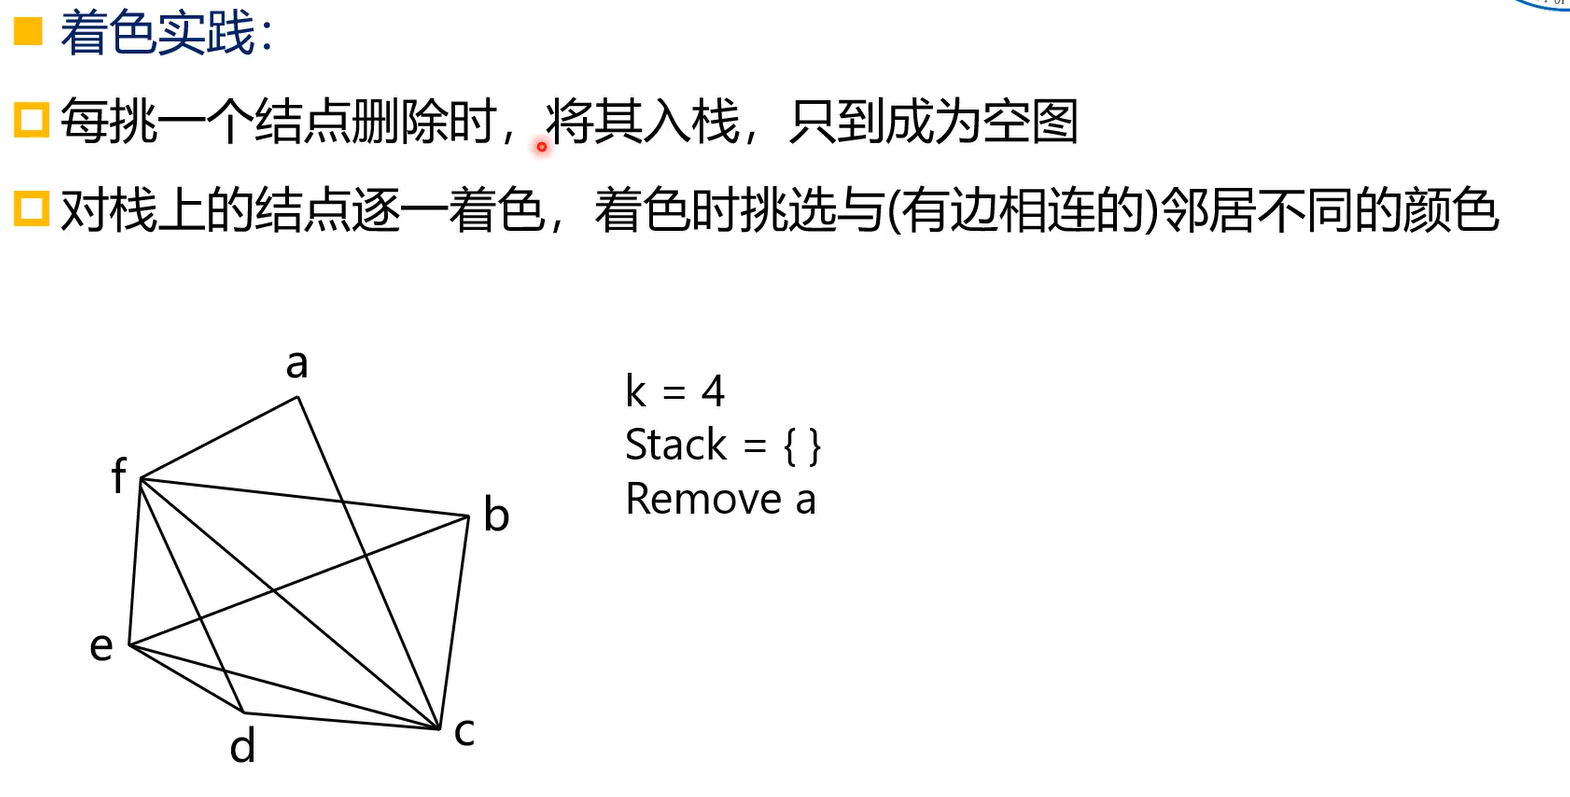 着色实践：
每挑一个结点删除时，将其入栈，只到成为空图
对栈上的结点逐一着色，着色时挑选与(有边相连的)邻居不同的颜色
a
k = 4
Stack = { }
f
Remove a
b
e
d
c